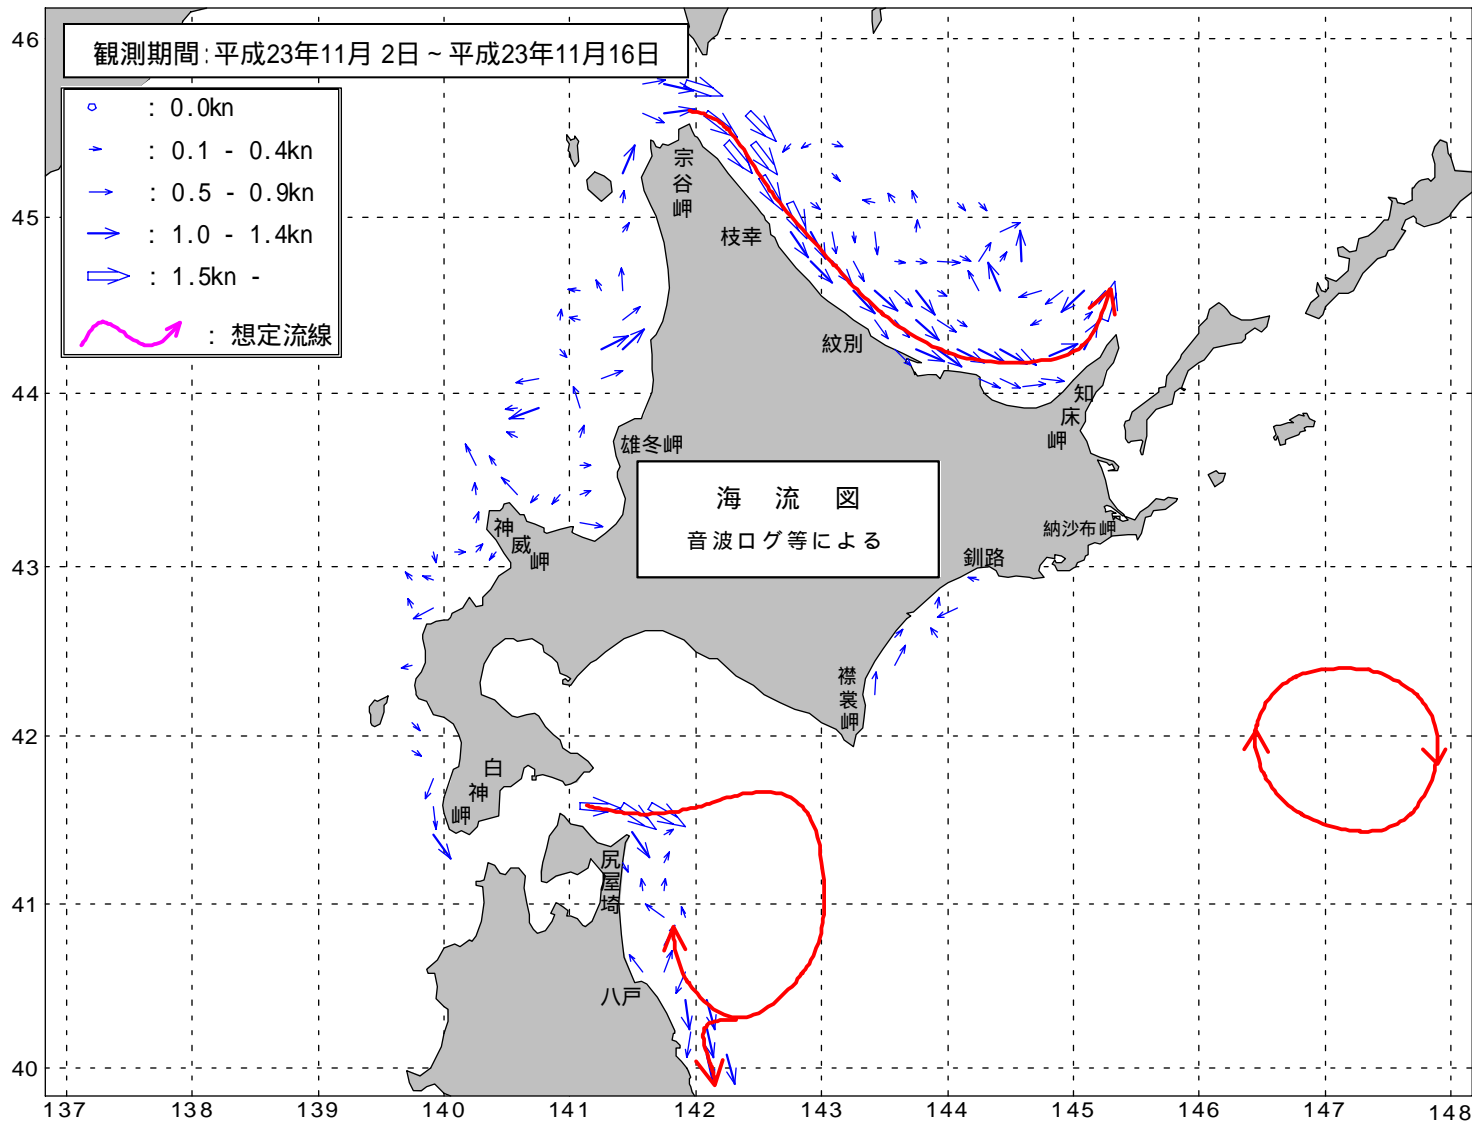 観測期間:平成23年11月 2日~平成23年11月16日
: 0.0kn
: 0.1 - 0.4kn
: 0.5 - 0.9kn
: 1.0 - 1.4kn
: 1.5kn -
: 想定流線
宗谷岬
枝幸
紋別
知床岬
雄冬岬
海 流 図
音波ログ等による
神威岬
納沙布岬
釧路
襟裳岬
白神岬
尻屋埼
八戸
46
45
44
43
42
41
40
137 138 139 140 141 142 143 144 145 146 147 148